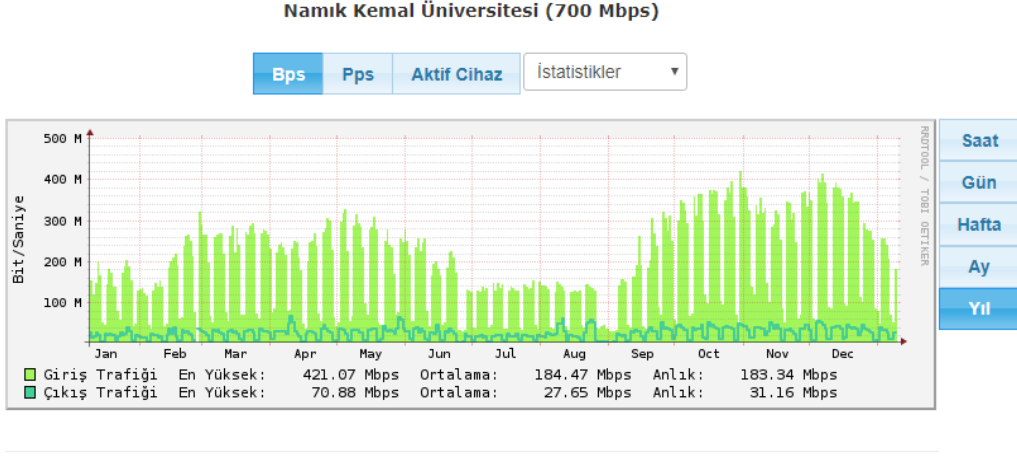 Namık Kemal Üniversitesi (700 Mbps)
Bps Pps Aktif Cihaz İstatistikler
500 M
400 M
300 M
200 M
100 M
Bit/Saniye
RRDTOOL / TOBI OETIKER
Jan Feb Mar Apr May Jun Jul Aug Sep Oct Nov Dec
Giriş Trafiği En Yüksek: 421.07 Mbps Ortalama: 184.47 Mbps Anlık: 183.34 Mbps
Çıkış Trafiği En Yüksek: 70.88 Mbps Ortalama: 27.65 Mbps Anlık: 31.16 Mbps
Saat
Gün
Hafta
Ay
Yıl